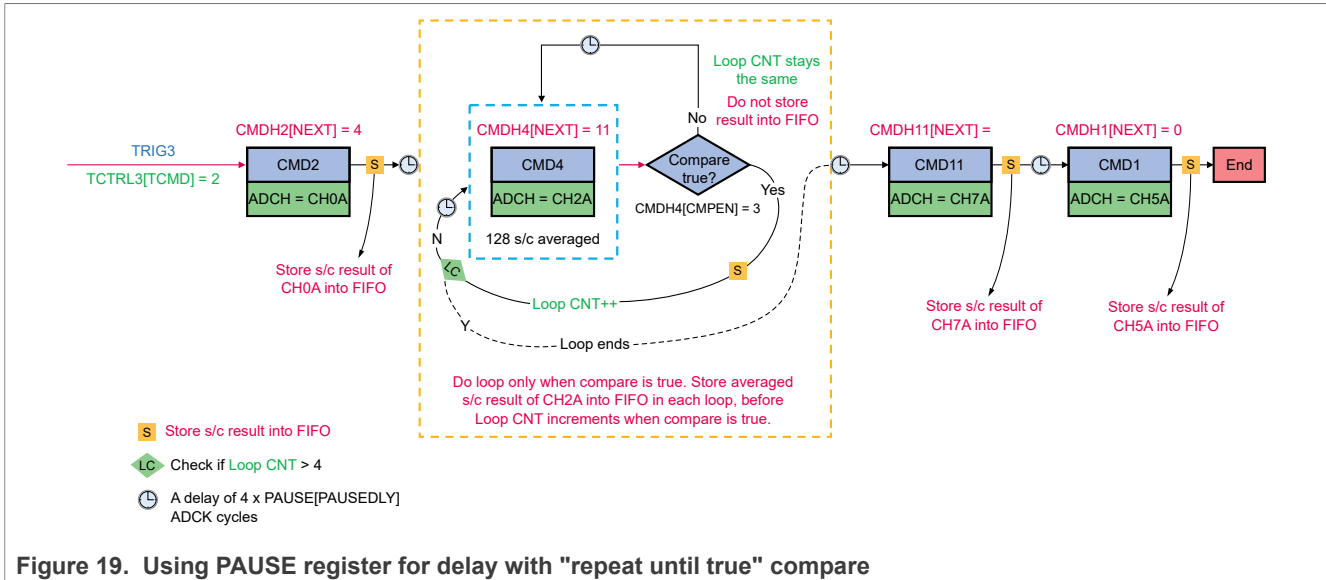 Loop CNT stays
the same
Do not store
result into FIFO
No
CMDH2[NEXT] = 4
CMDH4[NEXT] = 11
CMDH11[NEXT] =
CMDH1[NEXT] = 0
TRIG3
TCTRL3[TCMD] = 2
CMD2
ADCH = CH0A
S
CMD4
ADCH = CH2A
128 s/c averaged
Compare
true?
Yes
CMDH4[CMPEN] = 3
CMD11
ADCH = CH7A
S
CMD1
ADCH = CH5A
S
End
N
LC
S
Loop CNT++
Y
Loop ends
Store s/c result of
CH0A into FIFO
Store s/c result of
CH7A into FIFO
Store s/c result of
CH5A into FIFO
Do loop only when compare is true. Store averaged
s/c result of CH2A into FIFO in each loop, before
Loop CNT increments when compare is true.
S Store s/c result into FIFO
LC Check if Loop CNT > 4
A delay of 4 x PAUSE[PAUSEDLY]
ADCK cycles
Figure 19. Using PAUSE register for delay with "repeat until true" compare